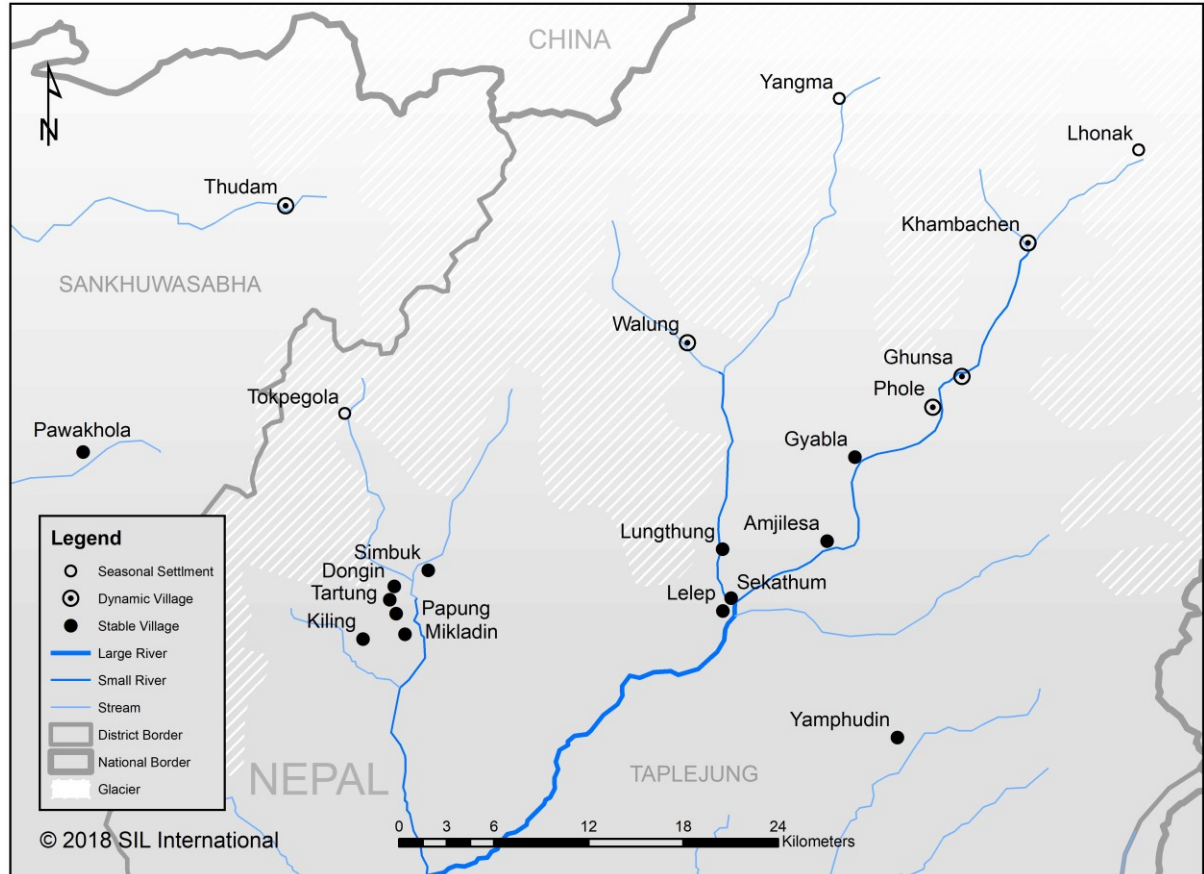 CHINA
Yangma
Lhonak
N
Thudam
Khambachen
SANKHUWASABHA
Walung
Ghunsa
Phole
Tokpegola
Pawakhola
Gyabla
Lungthung
Amjilesa
Simbuk
Dongin
Tartung
Kiling
Papung
Mikladin
Lelep
Sekathum
Yamphudin
NEPAL
TAPLEJUNG
Legend
Seasonal Settlment
Dynamic Village
Stable Village
Large River
Small River
Stream
District Border
National Border
Glacier
© 2018 SIL International
0 3 6 12 18 24
Kilometers